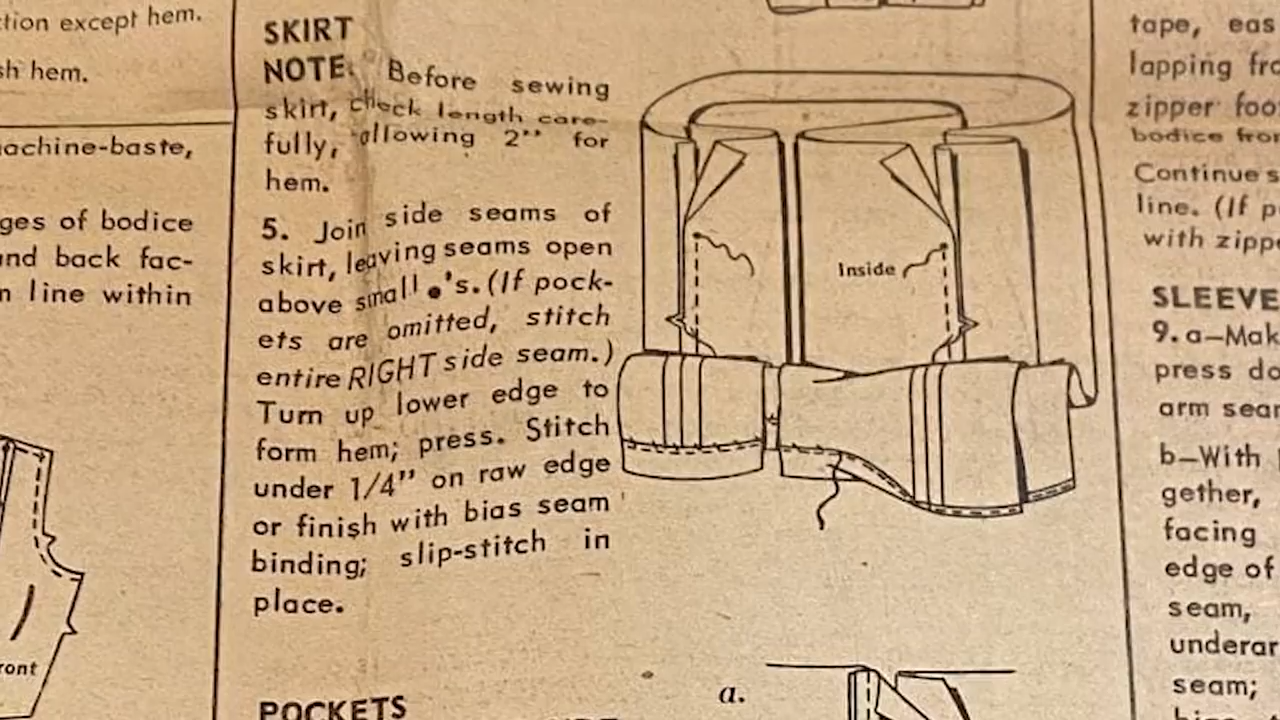 tion except hem.
sh hem.
machine-baste,
ges of bodice
and back fac-
n line within
ront
SKIRT
NOTE: Before sewing
skirt, check length care-
fully, allowing 2" for
hem.
5. Join side seams of
skirt, leaving seams open
above small ●'s. (If pock-
ets are omitted, stitch
entire RIGHT side seam.)
Turn up lower edge to
form hem; press. Stitch
under 1/4" on raw edge
or finish with bias seam
binding; slip-stitch in
place.
POCKETS
Inside
a.
tape, eas
lapping fro
zipper foo
bodice fron
Continue s
line. (If p
with zippe
SLEEVE
9. a—Mak
press do
arm sear
b—With
gether,
facing
edge of
seam,
underar
seam;